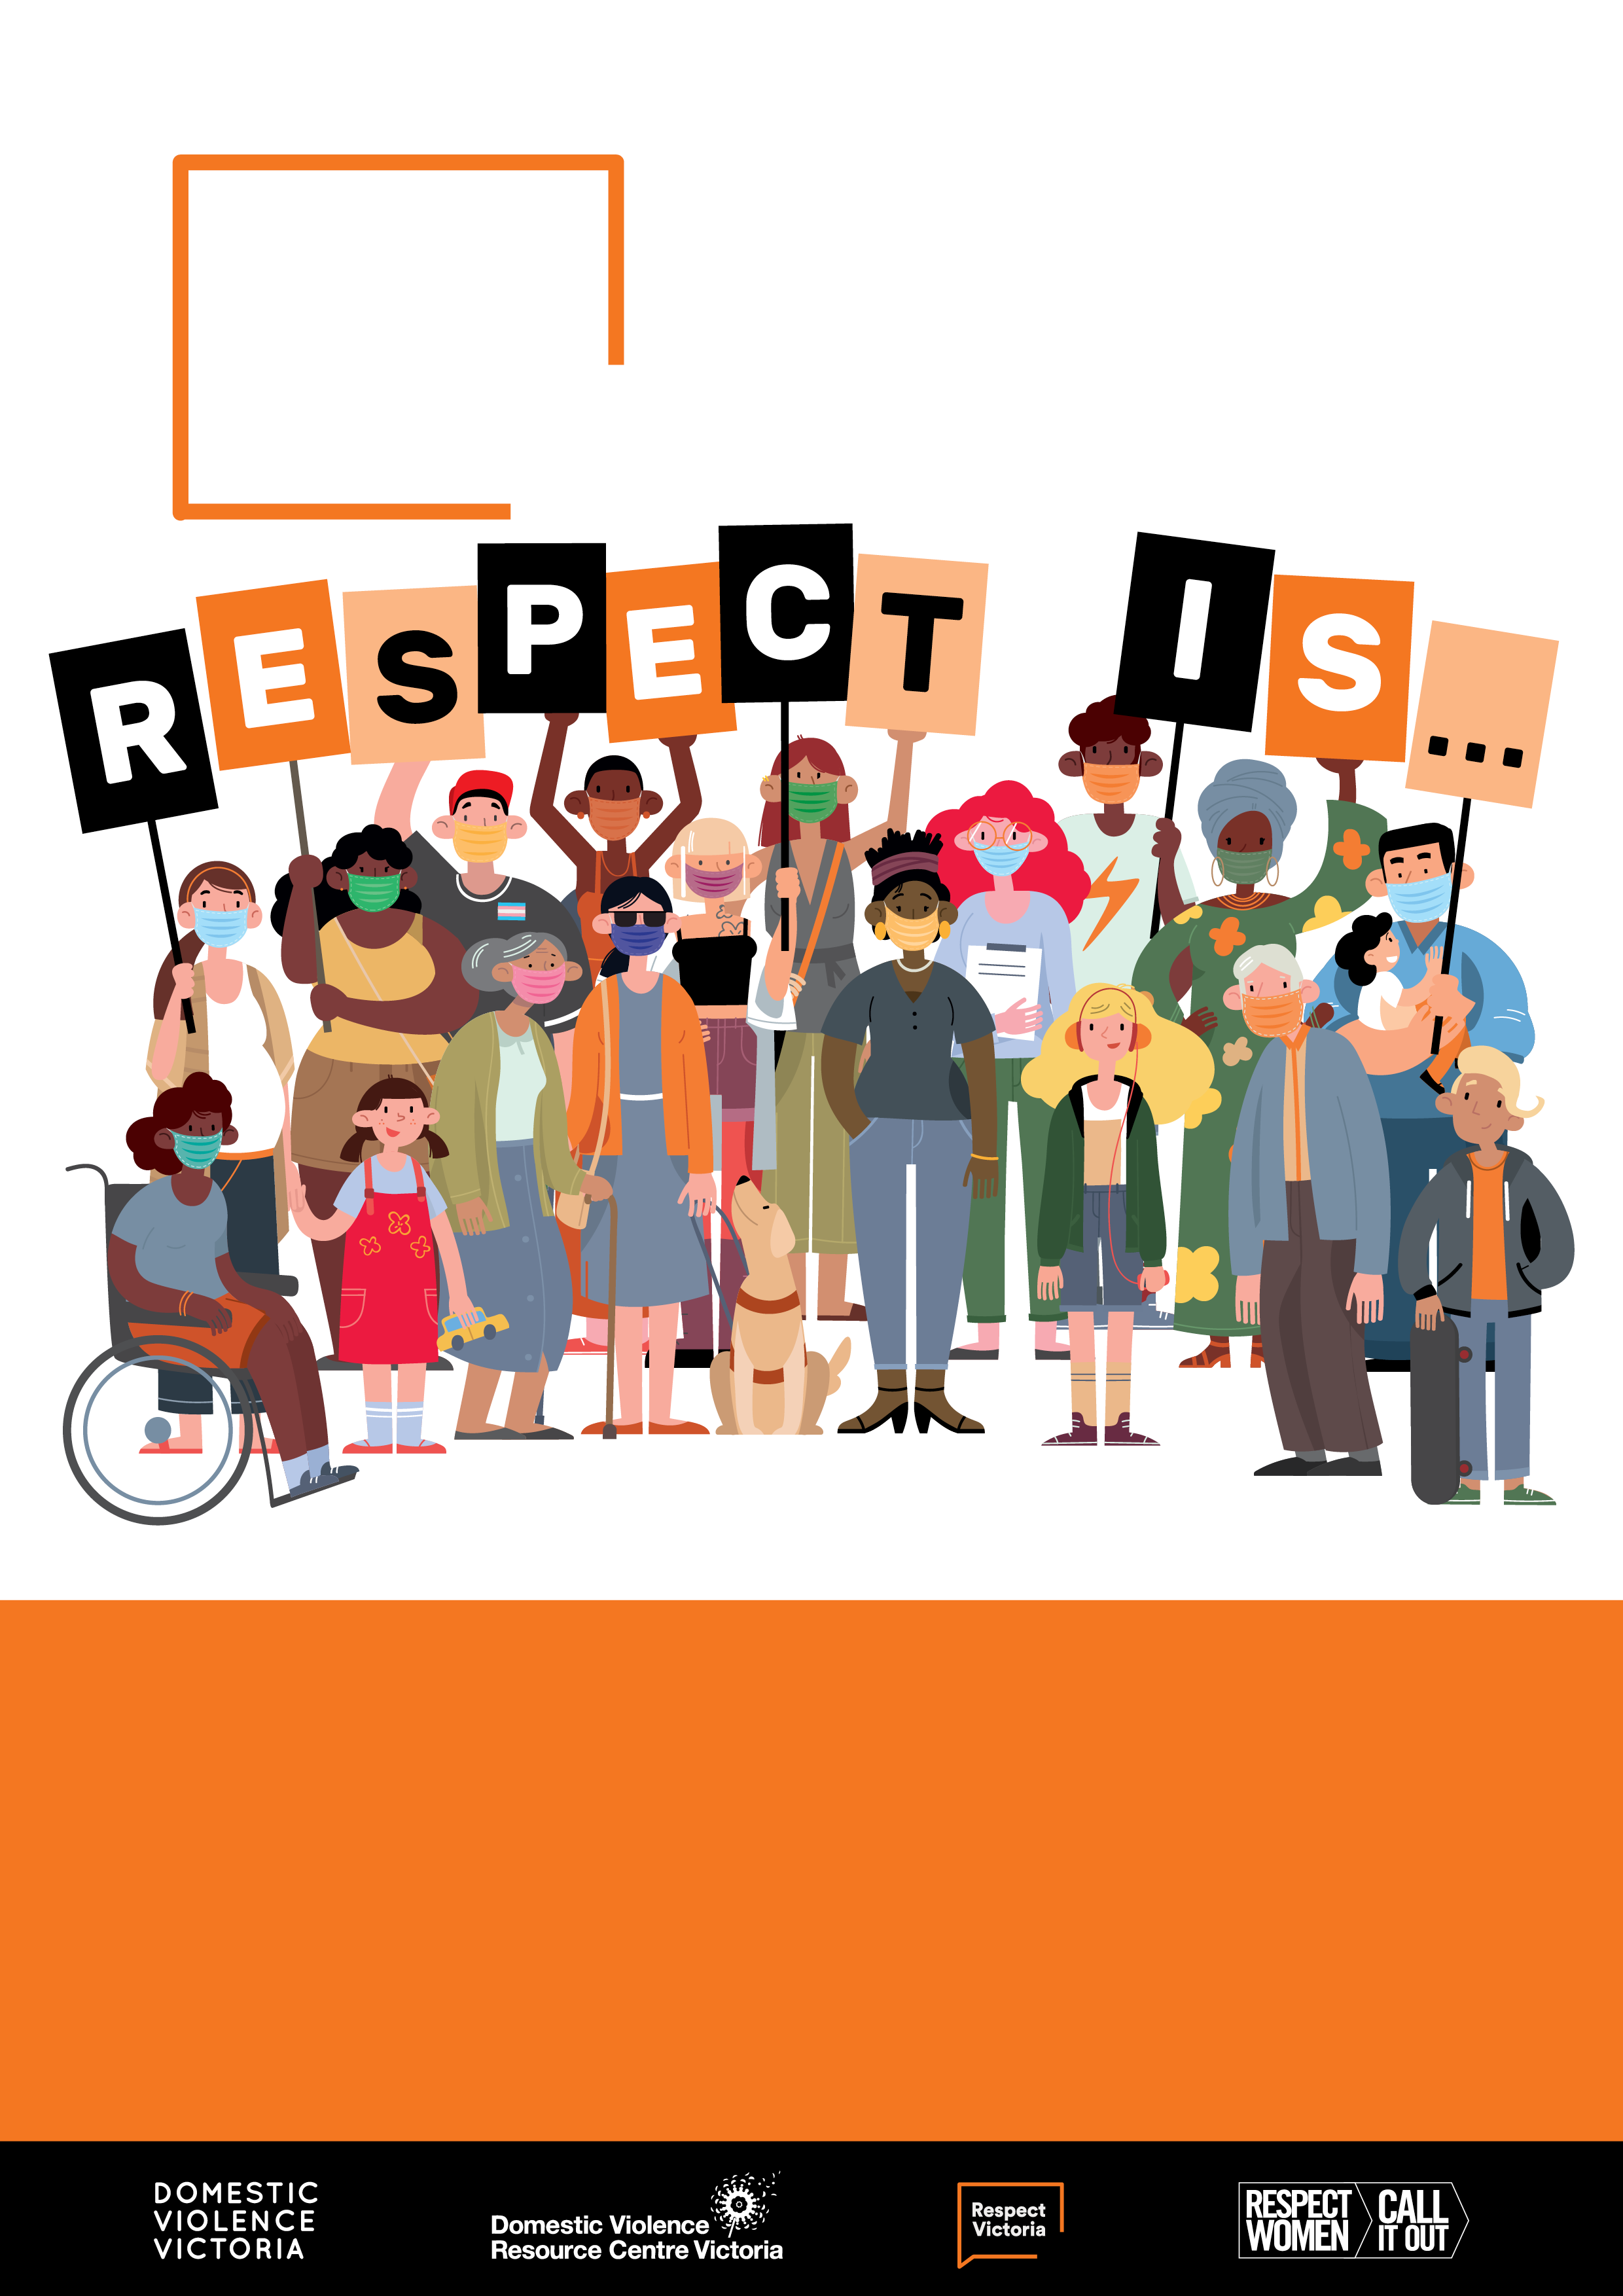 RESPECT IS...
DOMESTIC
VIOLENCE
VICTORIA
Domestic Violence
Resource Centre Victoria
Respect
Victoria
RESPECT
WOMEN
CALL
IT OUT